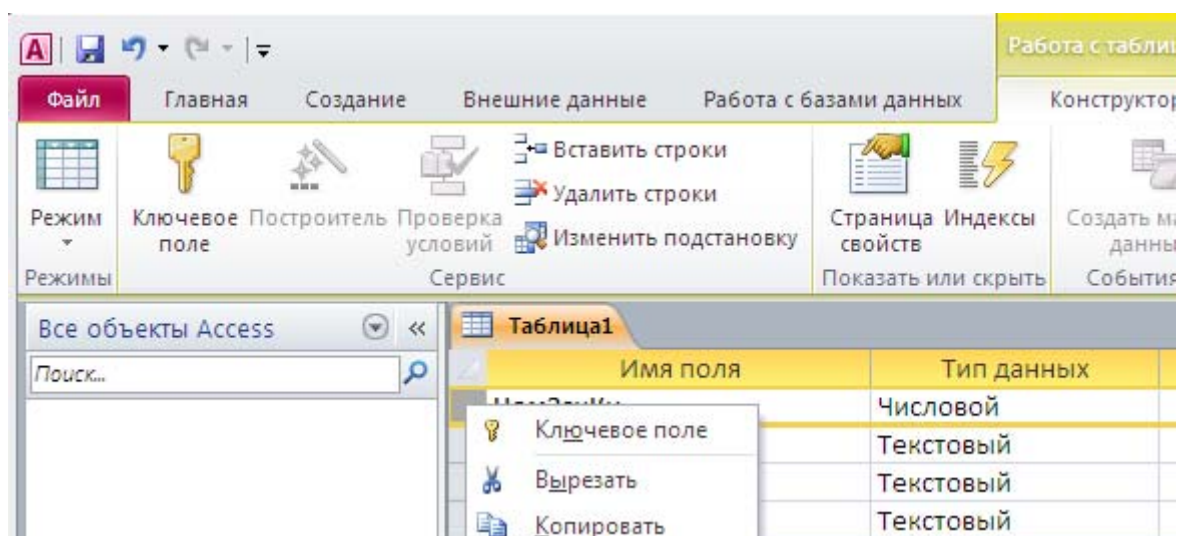 A
Работа с табли
Файл Главная Создание Внешние данные Работа с базами данных Конструктор
Вставить строки
Удалить строки
Изменить подстановку
Режим Ключевое поле Построитель Проверка условий Страница свойств Индексы Создать данны
Режимы Сервис Показать или скрыть События
Все объекты Access « Таблица1
Поиск... Имя поля Тип данных
Числовой
Ключевое поле Текстовый
Вырезать Текстовый
Копировать Текстовый